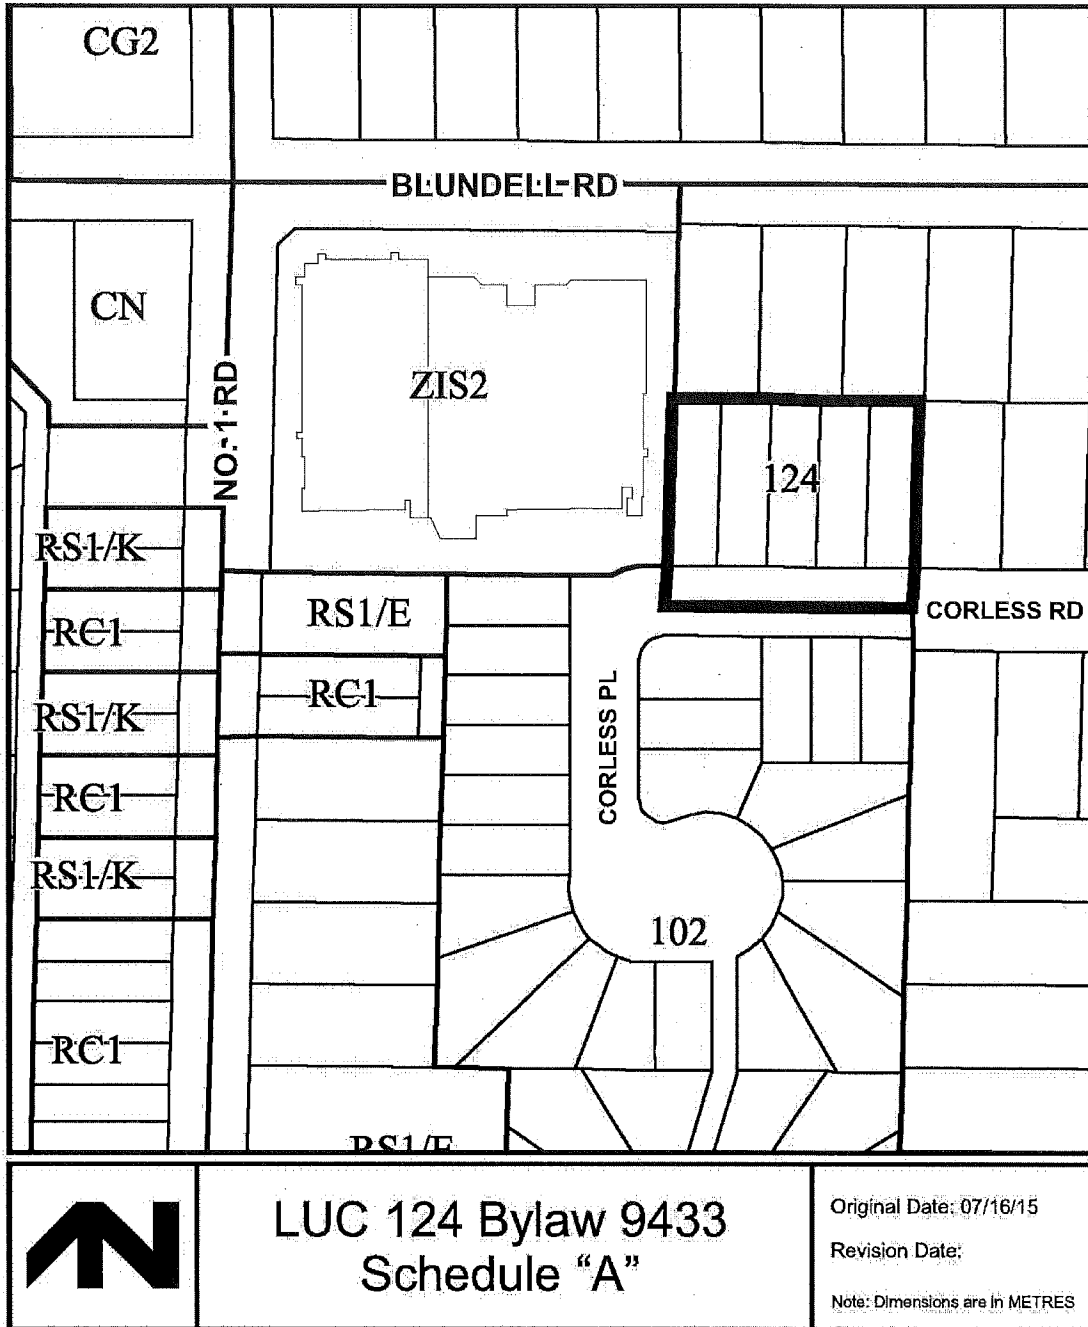 CG2
BLUNDELL RD
CN
ZIS2
NO. 1 RD
124
RS1/K
RS1/E
RC1
CORLESS RD
RC1
RS1/K
CORLESS PL
RC1
RS1/K
102
RC1
RS1/E
LUC 124 Bylaw 9433
Schedule “A”
Original Date: 07/16/15
Revision Date:
Note: Dimensions are in METRES